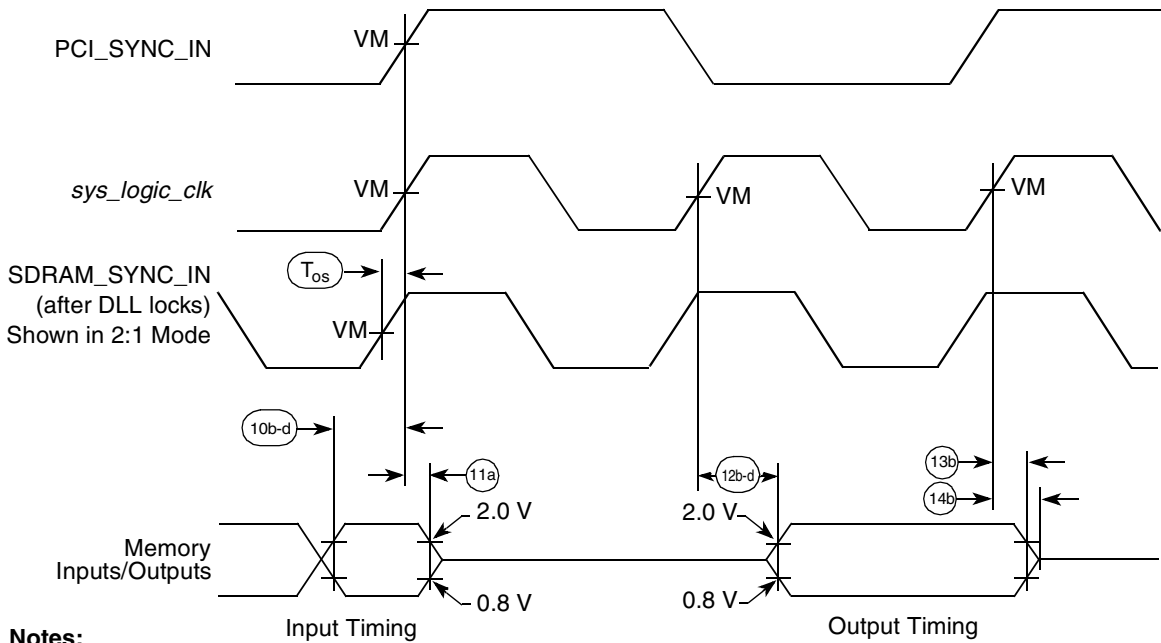 PCI_SYNC_IN
VM
sys_logic_clk
VM
VM
VM
SDRAM_SYNC_IN
(after DLL locks)
Shown in 2:1 Mode
Tos
VM
10b-d
11a
12b-d
13b
14b
2.0 V
2.0 V
Memory
Inputs/Outputs
0.8 V
0.8 V
Input Timing
Output Timing
Notes: